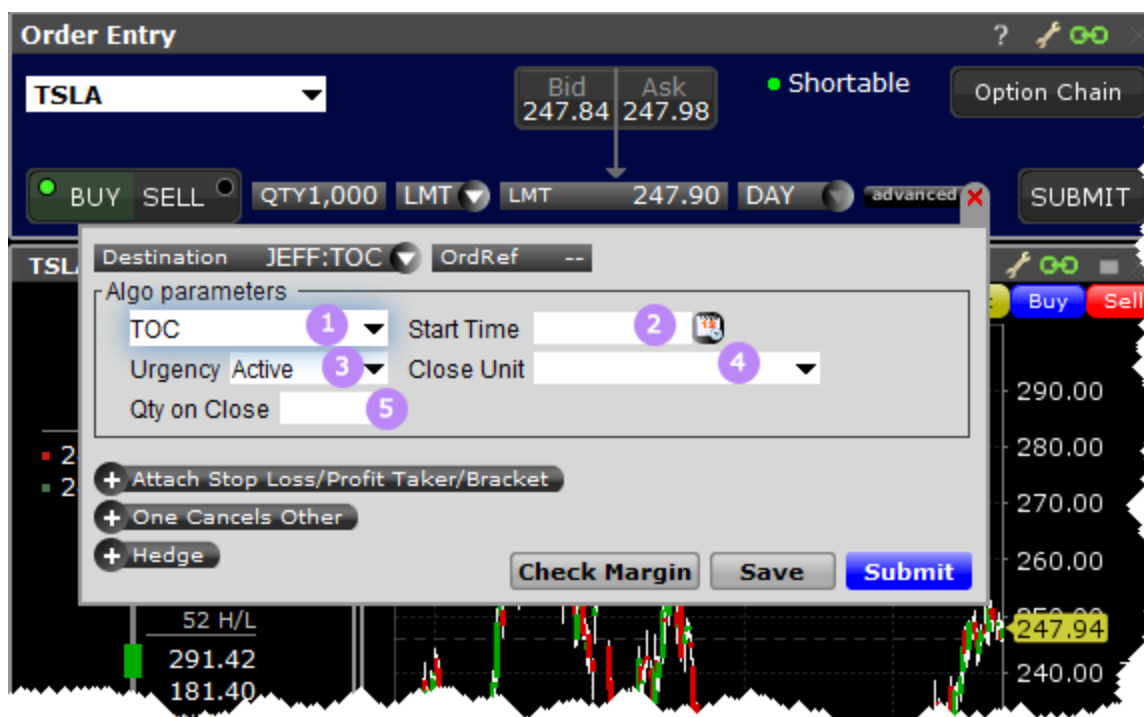 Order Entry ?
TSLA
Bid Ask
247.84 247.98
Shortable
Option Chain
BUY SELL QTY1,000 LMT LMT 247.90 DAY advanced SUBMIT
Destination JEFF:TOC OrdRef --
Algo parameters
Buy Sell
TOC 1 Start Time 2
Urgency Active 3 Close Unit 4
Qty on Close 5
290.00
280.00
Attach Stop Loss/Profit Taker/Bracket
270.00
One Cancels Other
Hedge
260.00
Check Margin Save Submit
52 H/L
247.94
291.42
240.00
181.40